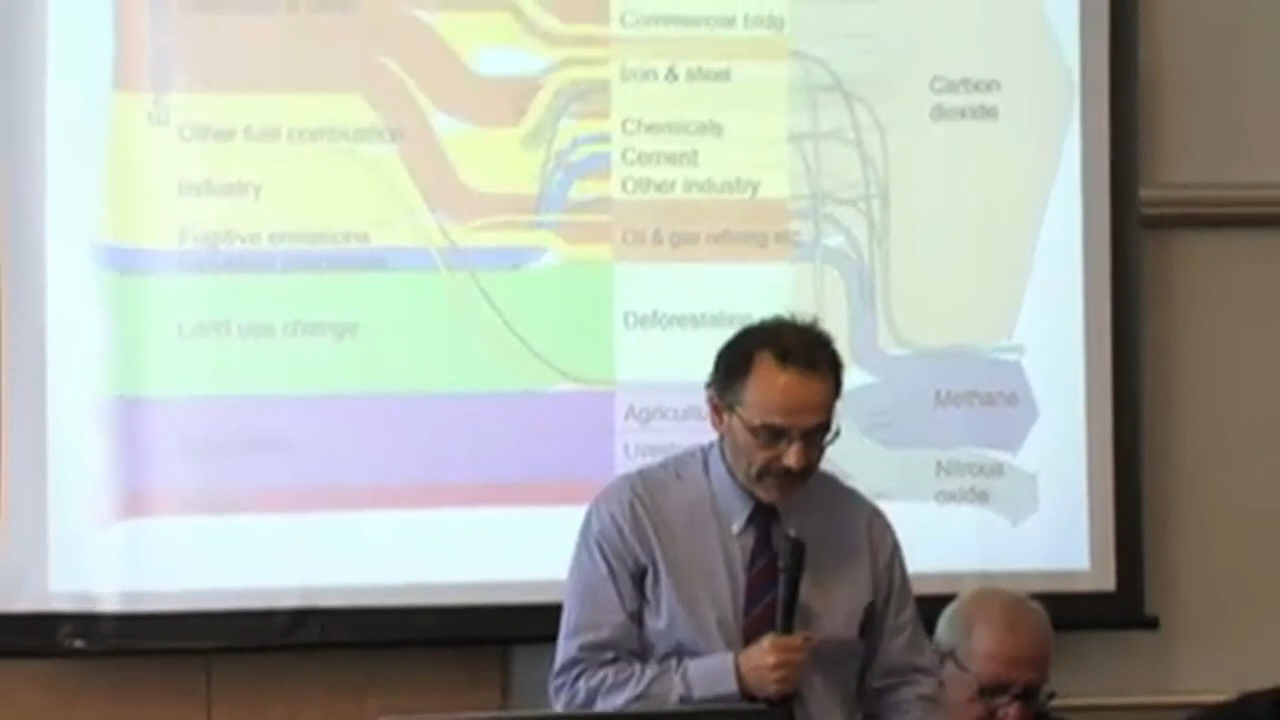 Commercial bldg
Iron & steel
Carbon
dioxide
Chemicals
Other fuel combustion
Cement
Industry
Other industry
Fugitive emissions
Oil & gas refining etc.
Land use change
Deforestation
Methane
Nitrous
oxide